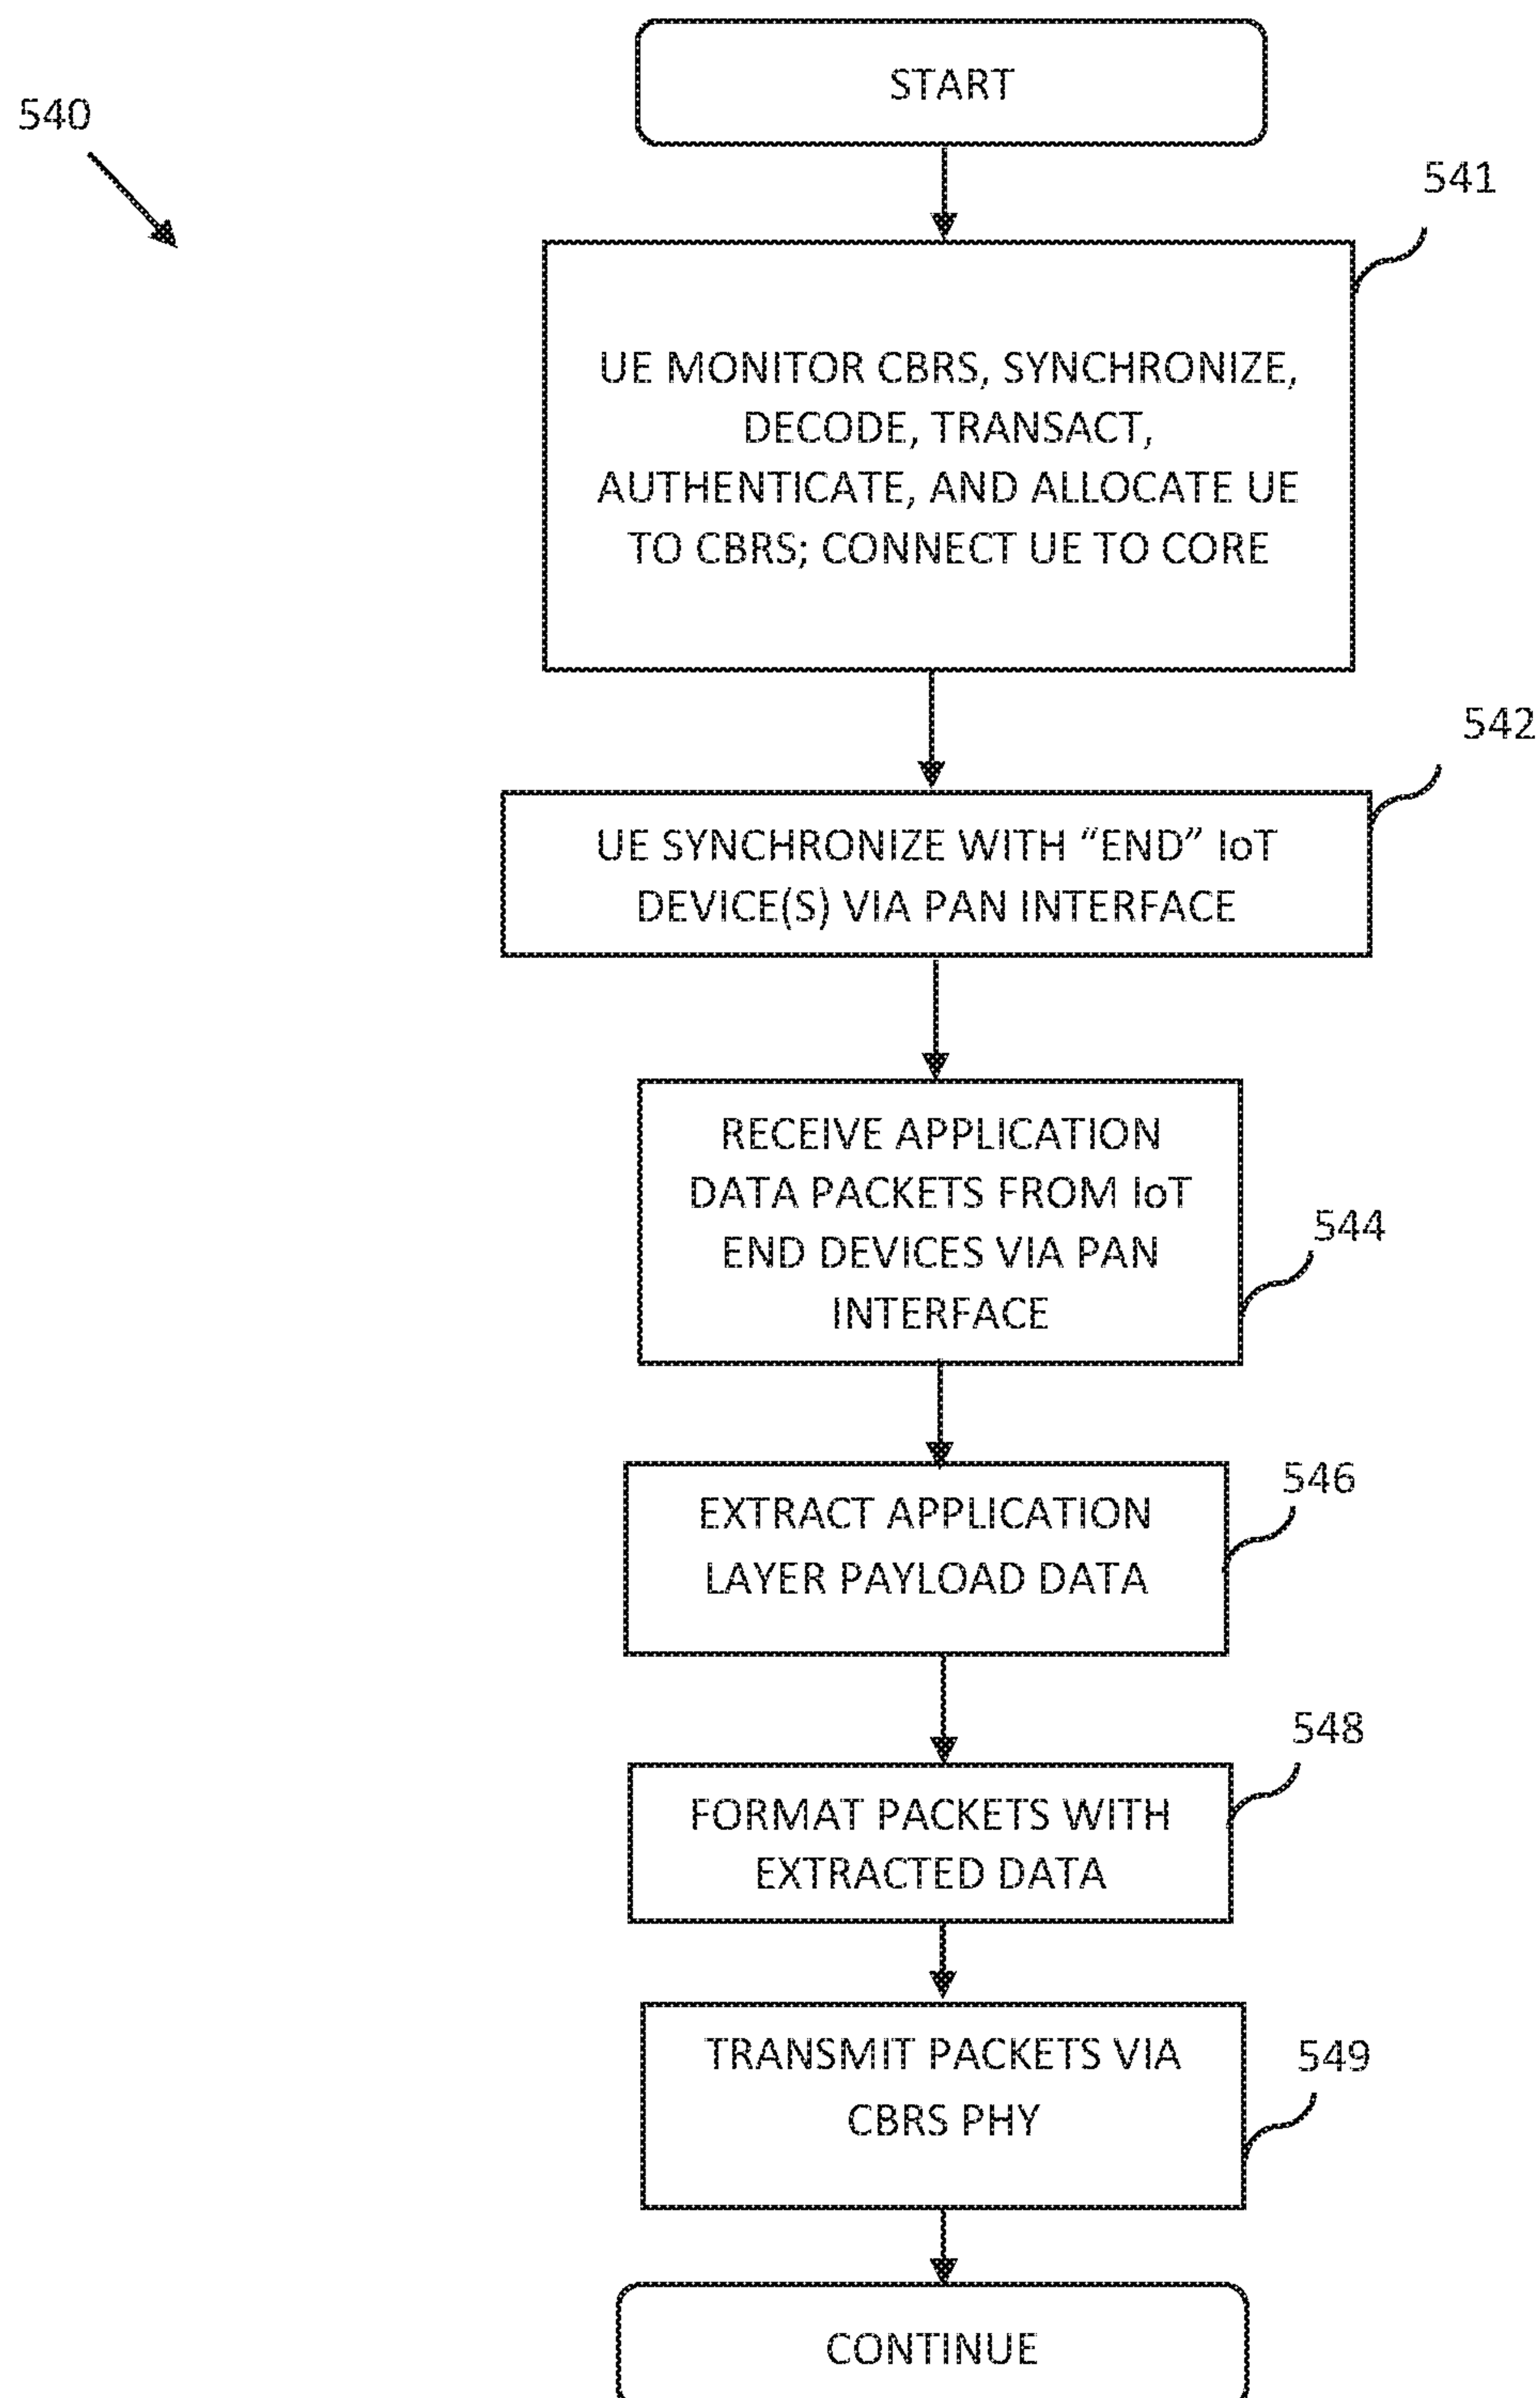 START
540
541
UE MONITOR CBRS, SYNCHRONIZE,
DECODE, TRANSACT,
AUTHENTICATE, AND ALLOCATE UE
TO CBRS; CONNECT UE TO CORE
542
UE SYNCHRONIZE WITH “END” IoT
DEVICE(S) VIA PAN INTERFACE
RECEIVE APPLICATION
DATA PACKETS FROM IoT
END DEVICES VIA PAN
INTERFACE
544
546
EXTRACT APPLICATION
LAYER PAYLOAD DATA
548
FORMAT PACKETS WITH
EXTRACTED DATA
TRANSMIT PACKETS VIA
CBRS PHY
549
CONTINUE